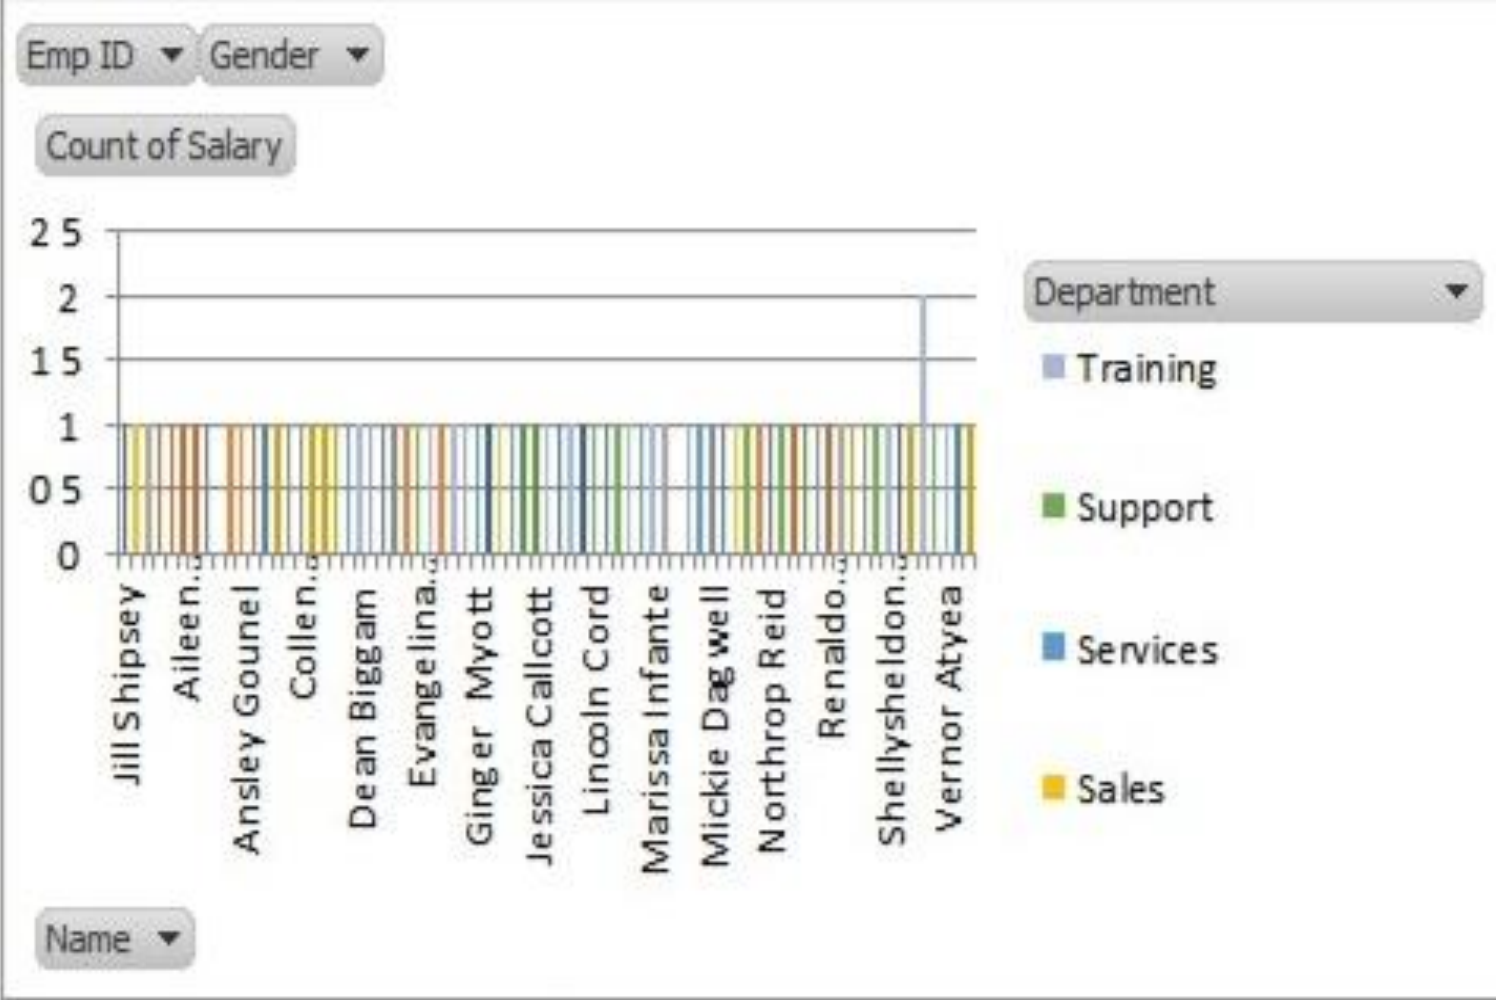 Emp ID Gender
Count of Salary
2 5
2
1 5
1
0 5
0
Jill Shipsey
Aileen...
Ansley Gounel
Collen...
Dean Biggam
Evangelina...
Ginger Myott
Jessica Callcott
Lincoln Cord
Marissa Infante
Mickie Dagwell
Northrop Reid
Renaldo...
Shellysheldon...
Vernor Atyea
Department
Training
Support
Services
Sales
Name